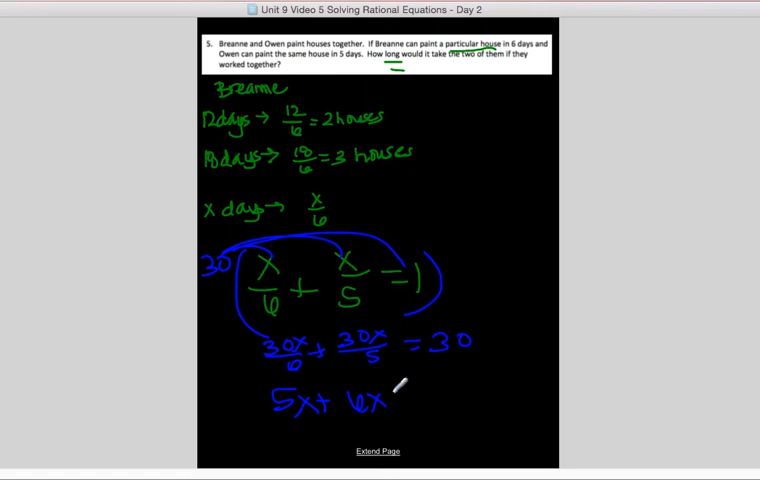 Unit 9 Video 5 Solving Rational Equations - Day 2
5. Breanne and Owen paint houses together. If Breanne can paint a particular house in 6 days and
Owen can paint the same house in 5 days. How long would it take the two of them if they
worked together?
Breanne
12 days → 12/6 = 2 houses
18 days → 18/6 = 3 houses
x days → x/6
30 ( x/6 + x/5 = 1 )
30x/6 + 30x/5 = 30
5x + 6x
Extend Page